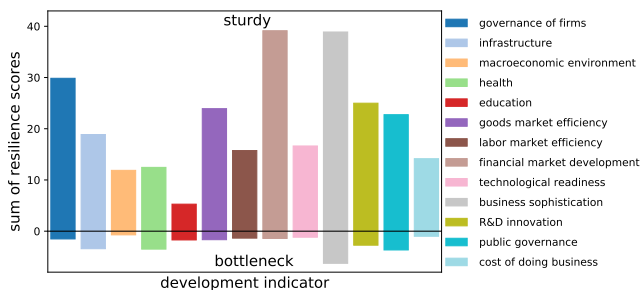 sturdy
40
30
20
10
0
sum of resilience scores
bottleneck
development indicator
governance of firms
infrastructure
macroeconomic environment
health
education
goods market efficiency
labor market efficiency
financial market development
technological readiness
business sophistication
R&D innovation
public governance
cost of doing business